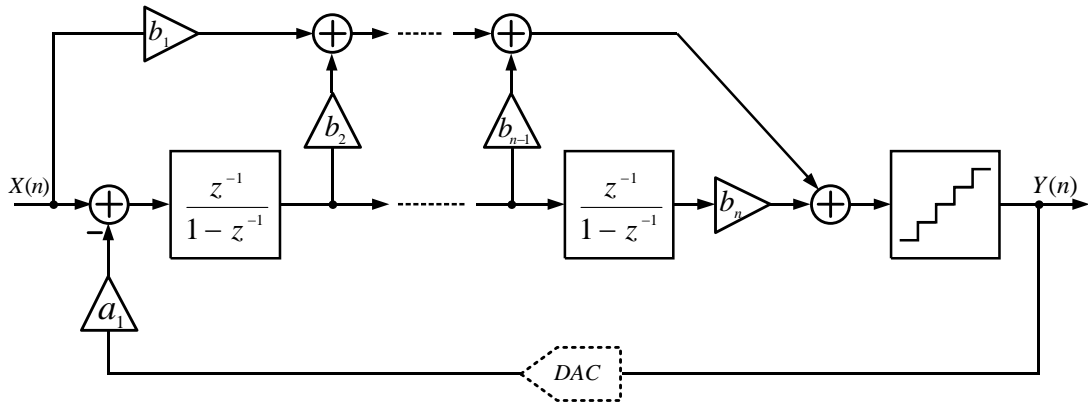 b₁
b₂
bₙ₋₁
X(n)
z⁻¹
1 − z⁻¹
z⁻¹
1 − z⁻¹
bₙ
Y(n)
−
a₁
DAC